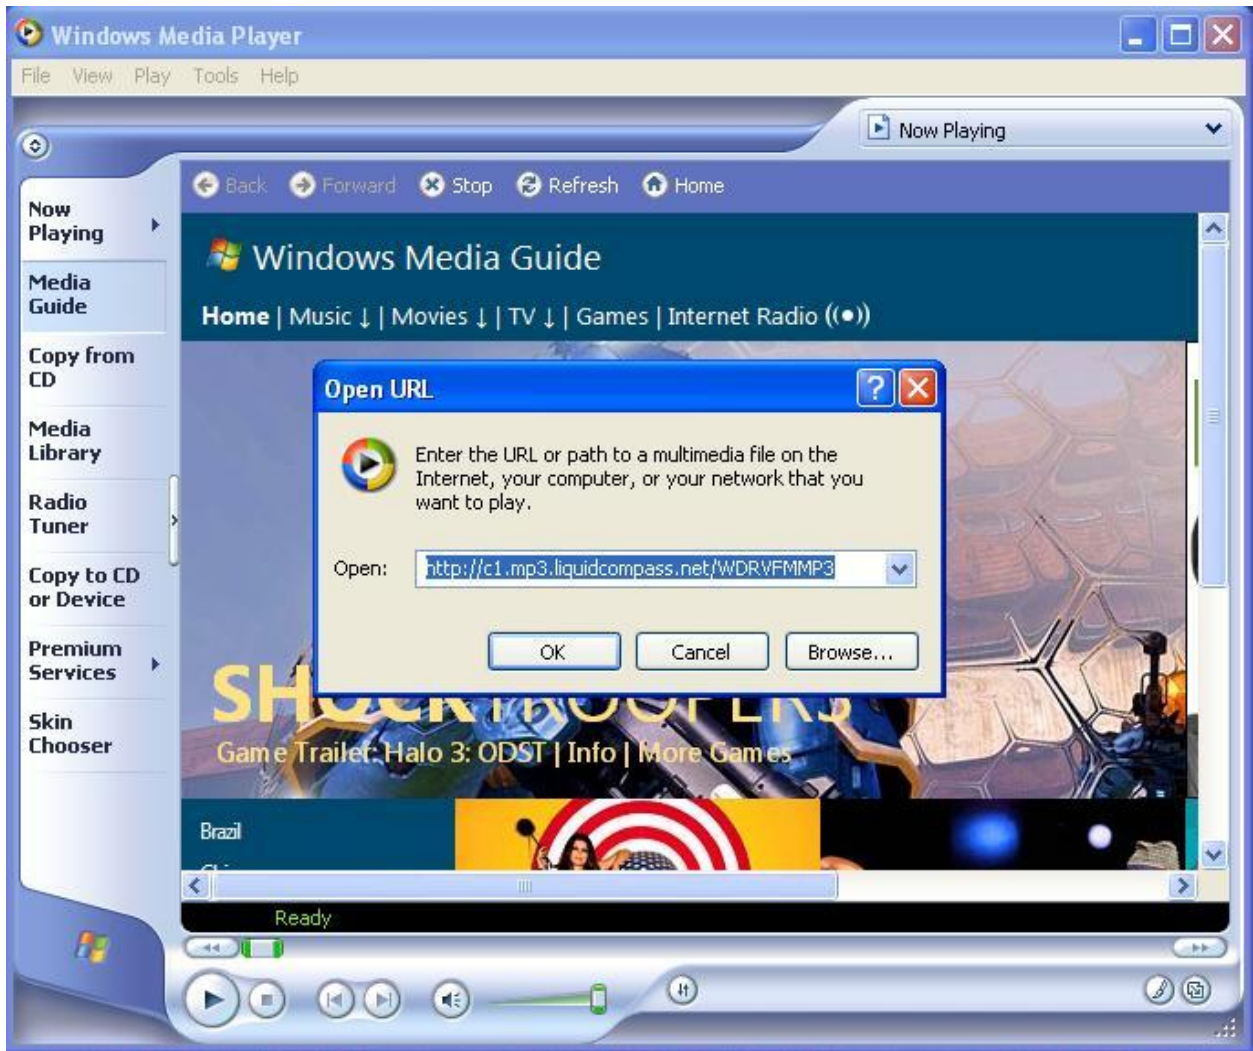 Windows Media Player
File View Play Tools Help
Now Playing
Back Forward Stop Refresh Home
Now
Playing
Media
Guide
Copy from
CD
Media
Library
Radio
Tuner
Copy to CD
or Device
Premium
Services
Skin
Chooser
Windows Media Guide
Home | Music ↓ | Movies ↓ | TV ↓ | Games | Internet Radio ((●))
Open URL
Enter the URL or path to a multimedia file on the
Internet, your computer, or your network that you
want to play.
Open: http://c1.mp3.liquidcompass.net/WDRVFMMP3
OK Cancel Browse...
SHOCKTROOPERS
Game Trailer: Halo 3: ODST | Info | More Games
Brazil
Ready